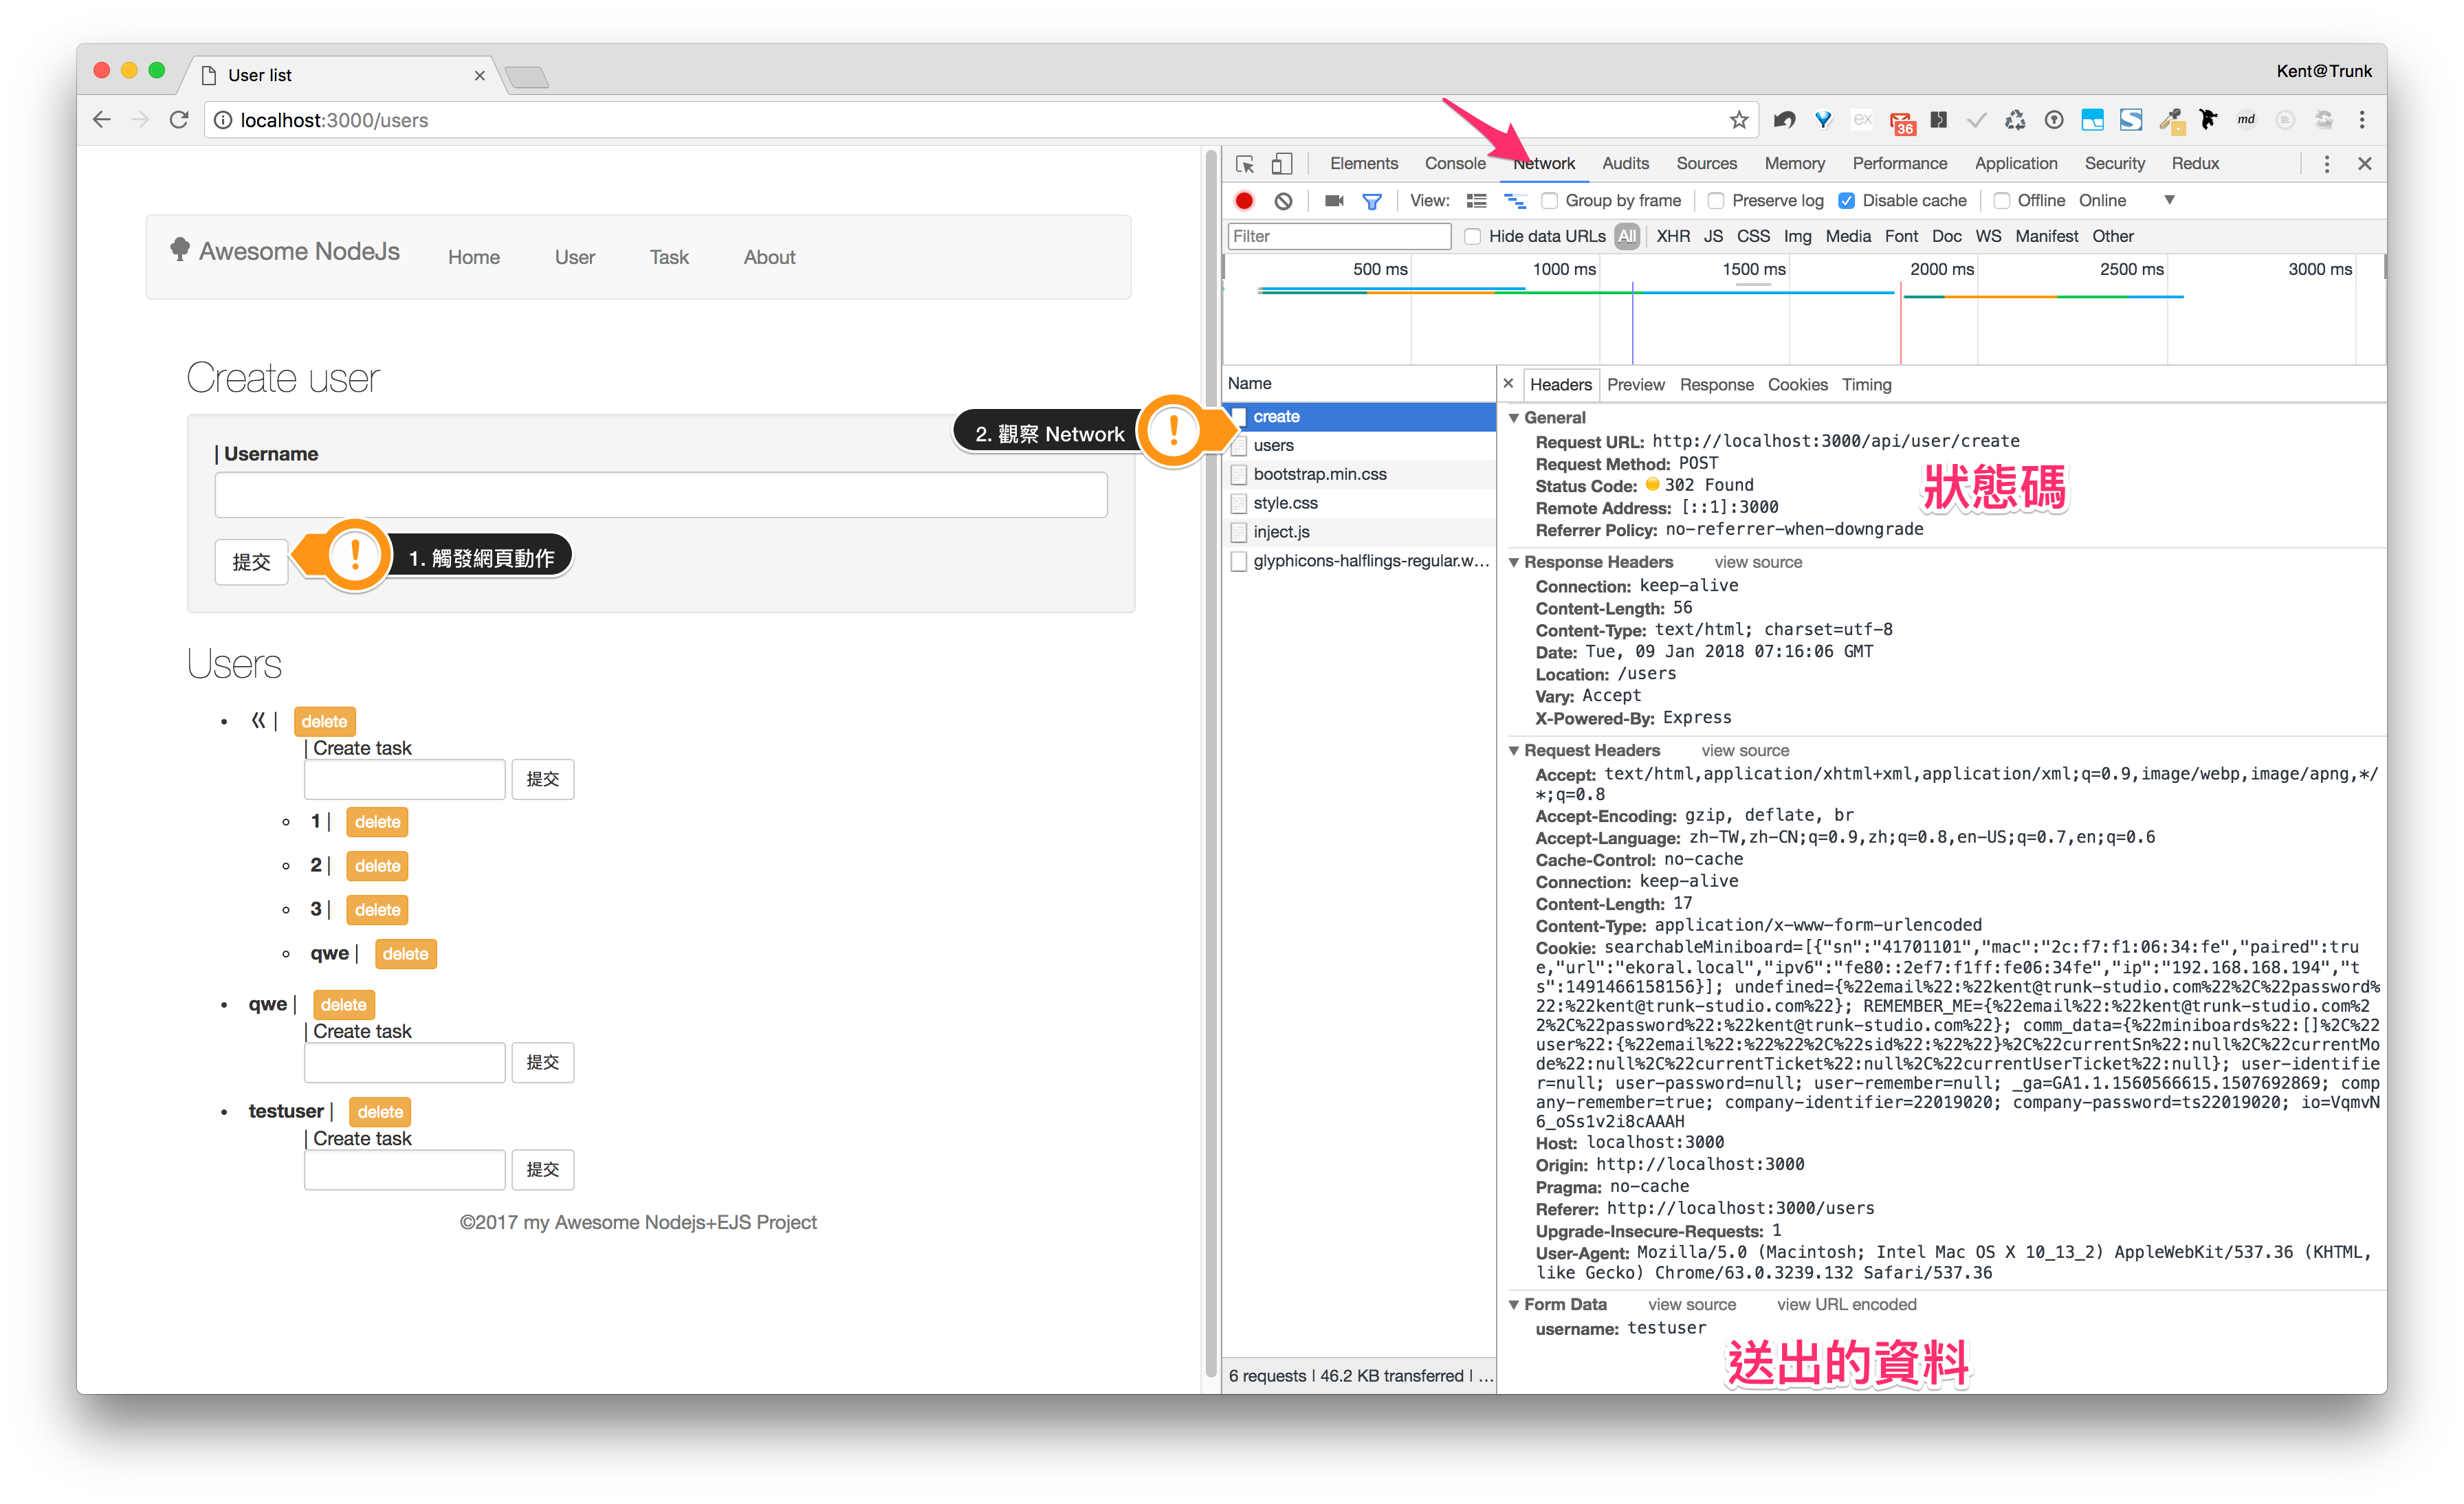 User list
Kent@Trunk
localhost:3000/users
36
md
Awesome NodeJs
Home
User
Task
About
Create user
| Username
提交
1. 觸發網頁動作
2. 觀察 Network
Users
⟪ | delete
| Create task
提交
1 | delete
2 | delete
3 | delete
qwe | delete
qwe | delete
| Create task
提交
testuser | delete
| Create task
提交
©2017 my Awesome Nodejs+EJS Project
Elements Console Network Audits Sources Memory Performance Application Security Redux
View: Group by frame Preserve log Disable cache Offline Online
Filter Hide data URLs All XHR JS CSS Img Media Font Doc WS Manifest Other
500 ms 1000 ms 1500 ms 2000 ms 2500 ms 3000 ms
Name
create
users
bootstrap.min.css
style.css
inject.js
glyphicons-halflings-regular.w...
6 requests | 46.2 KB transferred | ...
Headers Preview Response Cookies Timing
General
Request URL: http://localhost:3000/api/user/create
Request Method: POST
Status Code: 302 Found
狀態碼
Remote Address: [::1]:3000
Referrer Policy: no-referrer-when-downgrade
Response Headers view source
Connection: keep-alive
Content-Length: 56
Content-Type: text/html; charset=utf-8
Date: Tue, 09 Jan 2018 07:16:06 GMT
Location: /users
Vary: Accept
X-Powered-By: Express
Request Headers view source
Accept: text/html,application/xhtml+xml,application/xml;q=0.9,image/webp,image/apng,*/
*;q=0.8
Accept-Encoding: gzip, deflate, br
Accept-Language: zh-TW,zh-CN;q=0.9,zh;q=0.8,en-US;q=0.7,en;q=0.6
Cache-Control: no-cache
Connection: keep-alive
Content-Length: 17
Content-Type: application/x-www-form-urlencoded
Cookie: searchableMiniboard=[{"sn":"41701101","mac":"2c:f7:f1:06:34:fe","paired":tru
e,"url":"ekoral.local","ipv6":"fe80::2ef7:f1ff:fe06:34fe","ip":"192.168.168.194","t
s":1491466158156}]; undefined={%22email%22:%22kent@trunk-studio.com%22%2C%22password%
22:%22kent@trunk-studio.com%22}; REMEMBER_ME={%22email%22:%22kent@trunk-studio.com%2
2%2C%22password%22:%22kent@trunk-studio.com%22}; comm_data={%22miniboards%22:[]%2C%22
user%22:{%22email%22:%22%22%2C%22sid%22:%22%22}%2C%22currentSn%22:null%2C%22currentMo
de%22:null%2C%22currentTicket%22:null%2C%22currentUserTicket%22:null}; user-identifie
r=null; user-password=null; user-remember=null; _ga=GA1.1.1560566615.1507692869; comp
any-remember=true; company-identifier=22019020; company-password=ts22019020; io=VqmvN
6_oSs1v2i8cAAAH
Host: localhost:3000
Origin: http://localhost:3000
Pragma: no-cache
Referer: http://localhost:3000/users
Upgrade-Insecure-Requests: 1
User-Agent: Mozilla/5.0 (Macintosh; Intel Mac OS X 10_13_2) AppleWebKit/537.36 (KHTML,
like Gecko) Chrome/63.0.3239.132 Safari/537.36
Form Data view source view URL encoded
username: testuser
送出的資料